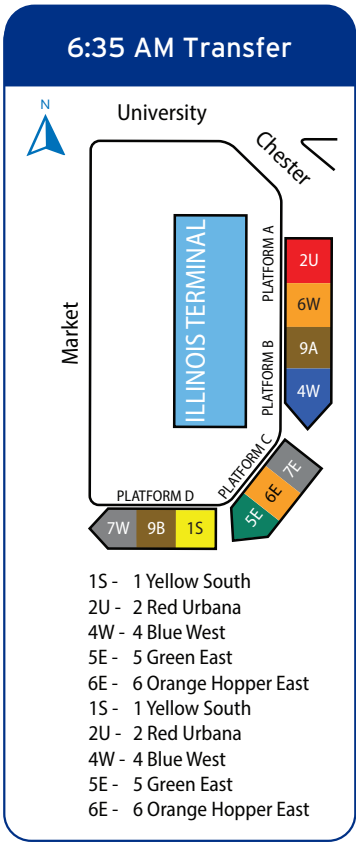 6:35 AM Transfer
N
University
Chester
Market
ILLINOIS TERMINAL
PLATFORM A
PLATFORM B
2U
6W
9A
4W
PLATFORM C
7E
6E
5E
PLATFORM D
7W 9B 1S
1S - 1 Yellow South
2U - 2 Red Urbana
4W - 4 Blue West
5E - 5 Green East
6E - 6 Orange Hopper East
1S - 1 Yellow South
2U - 2 Red Urbana
4W - 4 Blue West
5E - 5 Green East
6E - 6 Orange Hopper East